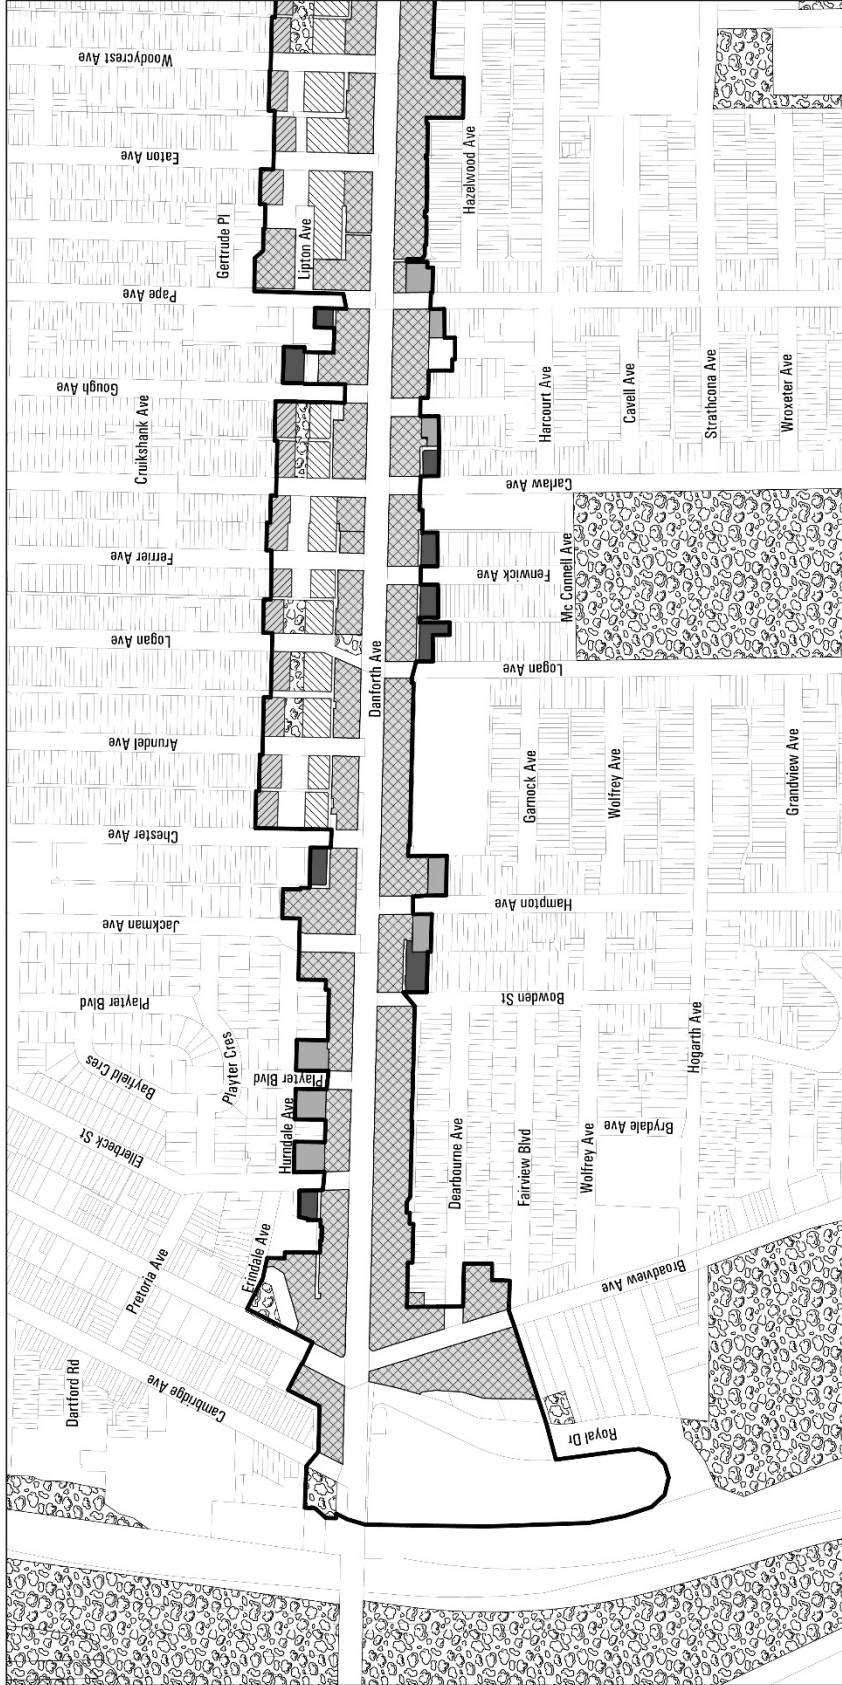 Woodycrest Ave
Eaton Ave
Gertrude Pl
Lipton Ave
Hazelwood Ave
Pape Ave
Gough Ave
Cruikshank Ave
Harcourt Ave
Cavell Ave
Strathcona Ave
Wroxeter Ave
Carlaw Ave
Ferrier Ave
Fenwick Ave
Mc Connell Ave
Logan Ave
Danforth Ave
Logan Ave
Arundel Ave
Garnock Ave
Wolfrey Ave
Grandview Ave
Chester Ave
Jackman Ave
Hampton Ave
Playter Blvd
Bowden St
Bayfield Cres
Playter Cres
Playter Blvd
Hogarth Ave
Ellerbeck St
Hurndale Ave
Dearbourne Ave
Fairview Blvd
Wolfrey Ave
Brydale Ave
Pretoria Ave
Erindale Ave
Broadview Ave
Cambridge Ave
Dartford Rd
Royal Dr